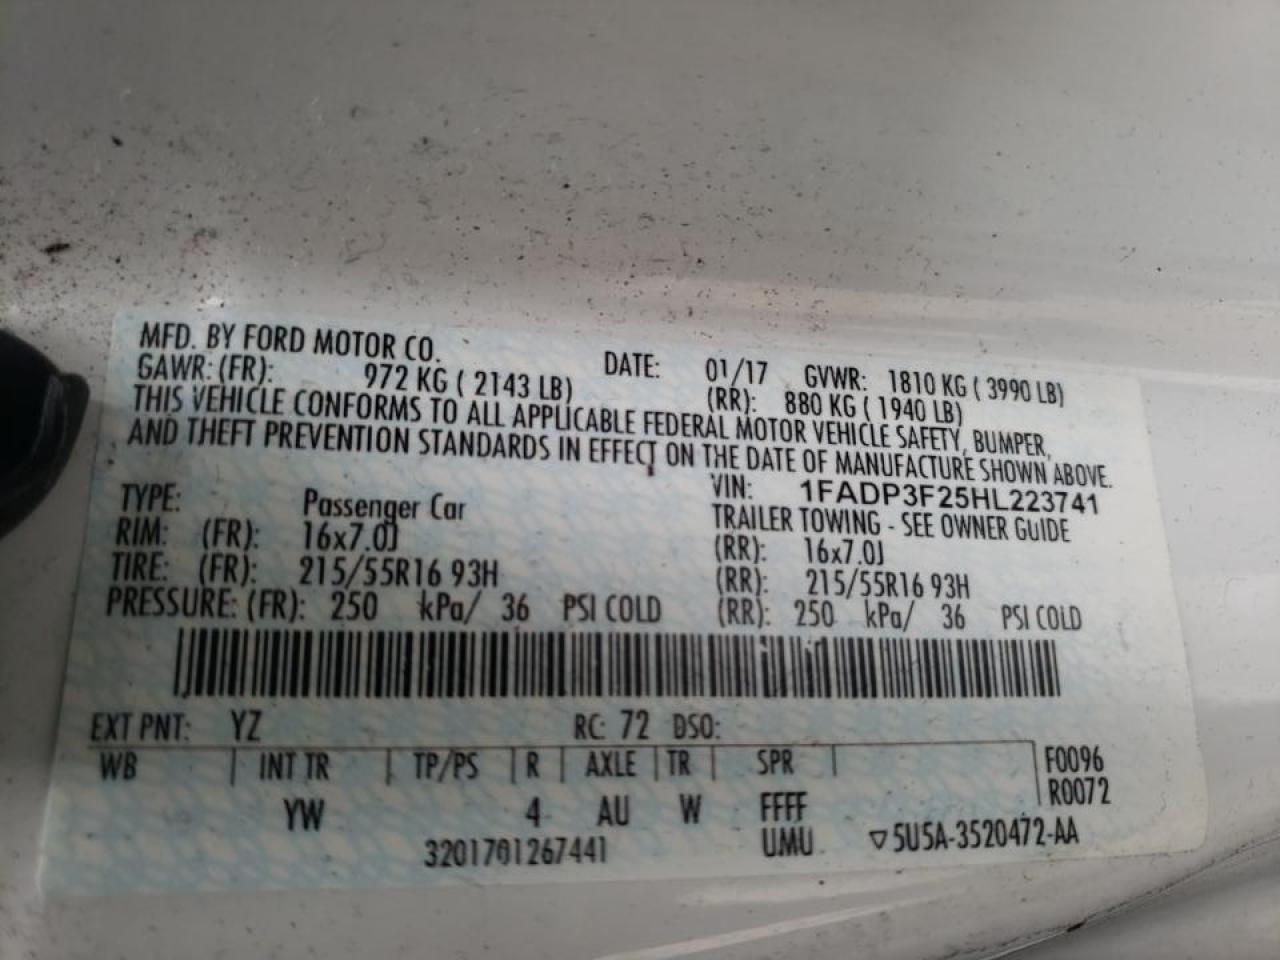 MFD. BY FORD MOTOR CO.
DATE: 01/17 GVWR: 1810 KG ( 3990 LB)
GAWR: (FR): 972 KG ( 2143 LB) (RR): 880 KG ( 1940 LB)
THIS VEHICLE CONFORMS TO ALL APPLICABLE FEDERAL MOTOR VEHICLE SAFETY, BUMPER,
AND THEFT PREVENTION STANDARDS IN EFFECT ON THE DATE OF MANUFACTURE SHOWN ABOVE.
VIN: 1FADP3F25HL223741
TYPE: Passenger Car TRAILER TOWING - SEE OWNER GUIDE
RIM: (FR): 16x7.0J (RR): 16x7.0J
TIRE: (FR): 215/55R16 93H (RR): 215/55R16 93H
PRESSURE: (FR): 250 kPa/ 36 PSI COLD (RR): 250 kPa/ 36 PSI COLD
EXT PNT: YZ RC: 72 DSO:
WB INT TR TP/PS R AXLE TR SPR F0096
R0072
YW 4 AU W FFFF
3201701267441 UMU ▽5U5A-3520472-AA